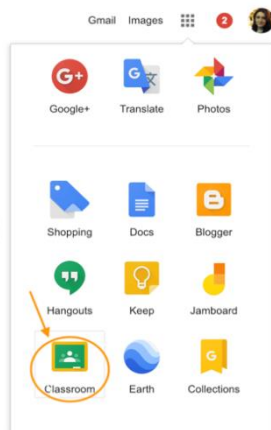 Gmail Images 2
G+ G
Google+ Translate Photos
Shopping Docs Blogger
Hangouts Keep Jamboard
G
Classroom Earth Collections